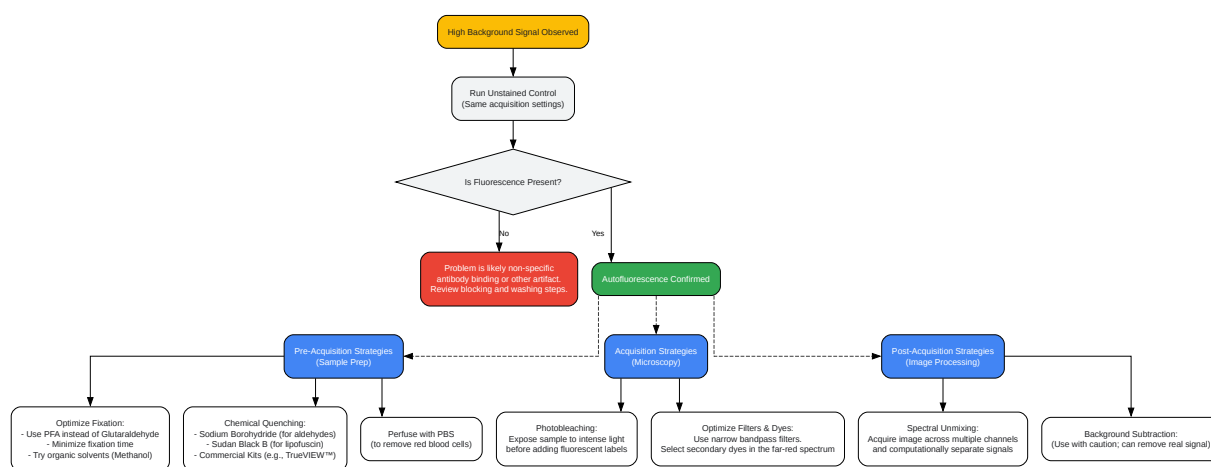 High Background Signal Observed
Run Unstained Control
(Same acquisition settings)
Is Fluorescence Present?
No
Yes
Problem is likely non-specific
antibody binding or other artifact.
Review blocking and washing steps.
Autofluorescence Confirmed
Pre-Acquisition Strategies
(Sample Prep)
Acquisition Strategies
(Microscopy)
Post-Acquisition Strategies
(Image Processing)
Optimize Fixation:
- Use PFA instead of Glutaraldehyde
- Minimize fixation time
- Try organic solvents (Methanol)
Chemical Quenching:
- Sodium Borohydride (for aldehydes)
- Sudan Black B (for lipofuscin)
- Commercial Kits (e.g., TrueVIEW™)
Perfuse with PBS
(to remove red blood cells)
Photobleaching:
Expose sample to intense light
before adding fluorescent labels
Optimize Filters & Dyes:
Use narrow bandpass filters.
Select secondary dyes in the far-red spectrum
Spectral Unmixing:
Acquire image across multiple channels
and computationally separate signals
Background Subtraction:
(Use with caution; can remove real signal)